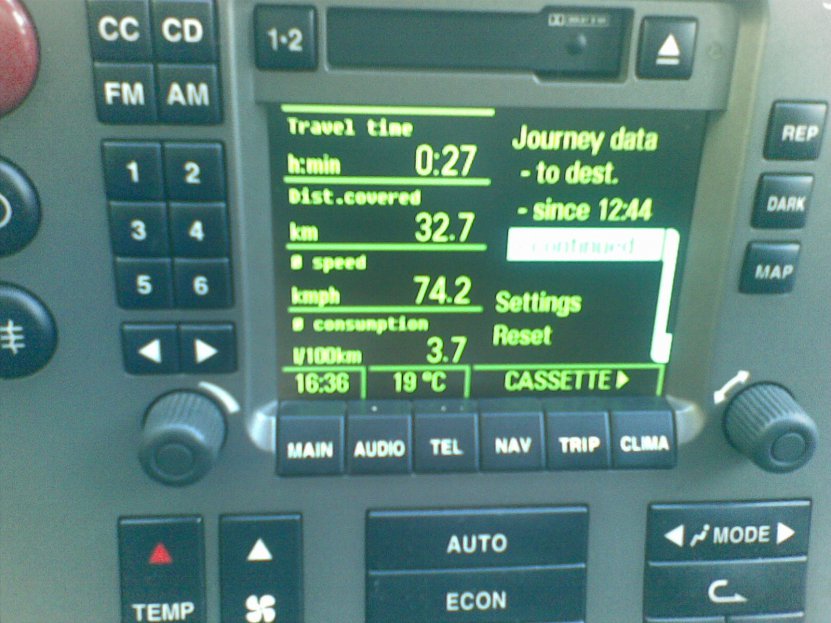 CC CD
FM AM
1•2
1 2
3 4
5 6
Travel time
h:min 0:27
Dist.covered
km 32.7
Ø speed
kmph 74.2
Ø consumption
l/100km 3.7
16:36 19 °C CASSETTE
Journey data
- to dest.
- since 12:44
- continued
Settings
Reset
REP
DARK
MAP
MAIN AUDIO TEL NAV TRIP CLIMA
TEMP
AUTO
ECON
MODE